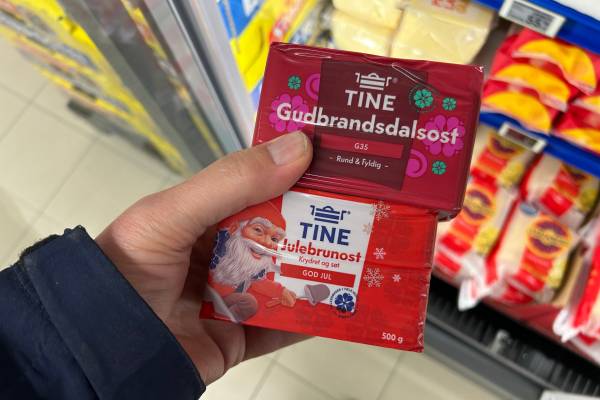 TINE
Gudbrandsdalsost
G35
- Rund & Fyldig -
TINE
Julebrunost
Krydret og søt
GOD JUL
500 g